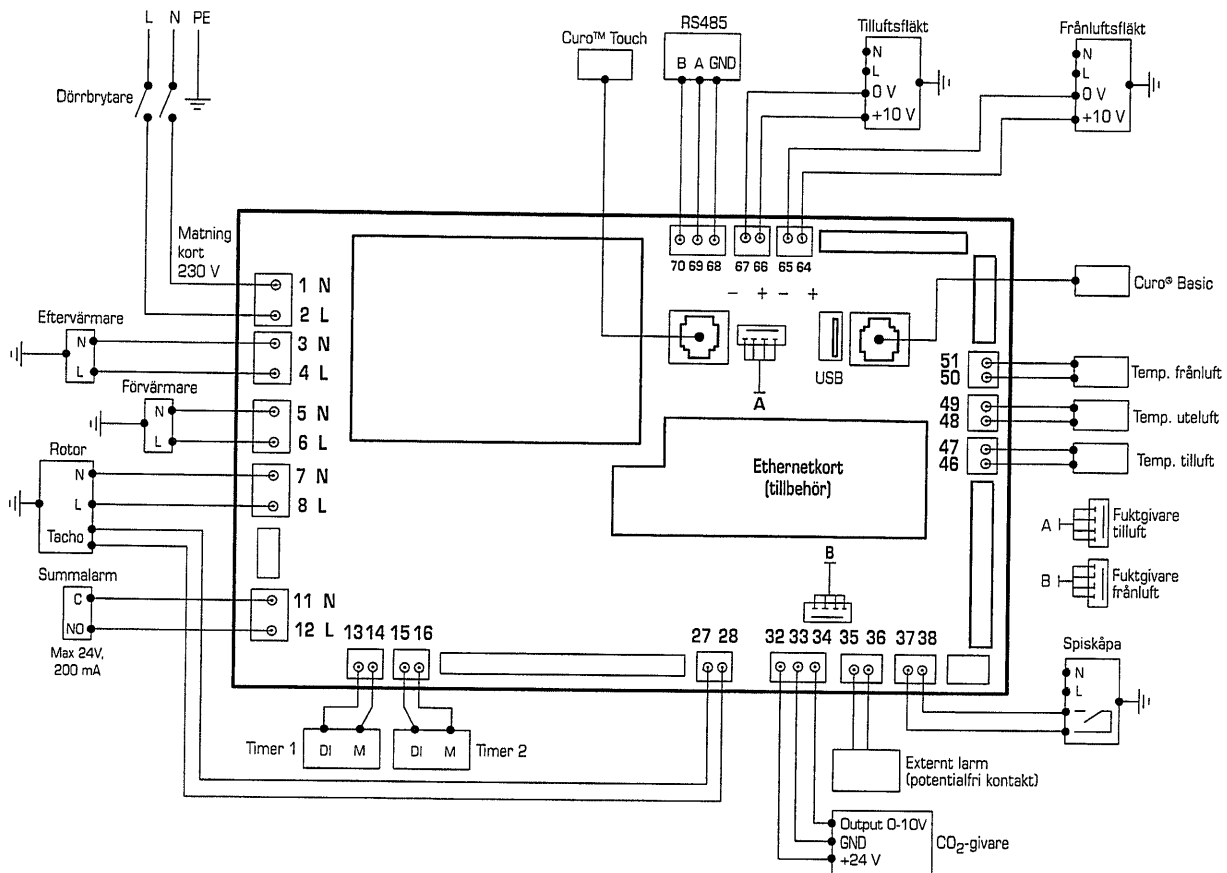 L N PE
Dörrbrytare
Curo™ Touch
RS485
B A GND
Tilluftsfläkt
N
L
0 V
+10 V
Frånluftsfläkt
N
L
0 V
+10 V
Matning
kort
230 V
70 69 68
67 66
65 64
- + - +
1 N
2 L
Eftervärmare
N
L
3 N
4 L
Förvärmare
N
L
5 N
6 L
Rotor
N
L
Tacho
7 N
8 L
Summalarm
C
NO
Max 24V,
200 mA
11 N
12 L
A
USB
Curo® Basic
51
50
Temp. frånluft
49
48
Temp. uteluft
47
46
Temp. tilluft
Ethernetkort
(tillbehör)
B
A
Fuktgivare
tilluft
B
Fuktgivare
frånluft
13 14 15 16
27 28
32 33 34
35 36
37 38
Timer 1
DI M
DI M
Timer 2
Spiskåpa
N
L
Externt larm
(potentialfri kontakt)
Output 0-10V
GND
+24 V
CO₂-givare